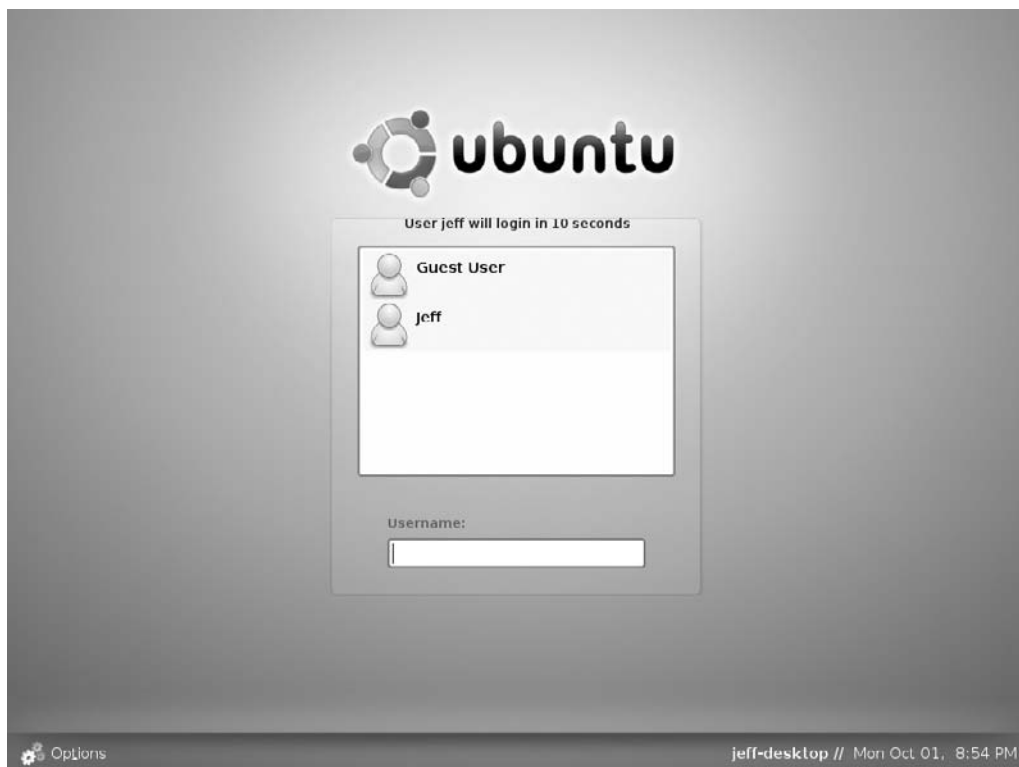 ubuntu
User jeff will login in 10 seconds
Guest User
Jeff
Username:
Options
jeff-desktop // Mon Oct 01, 8:54 PM